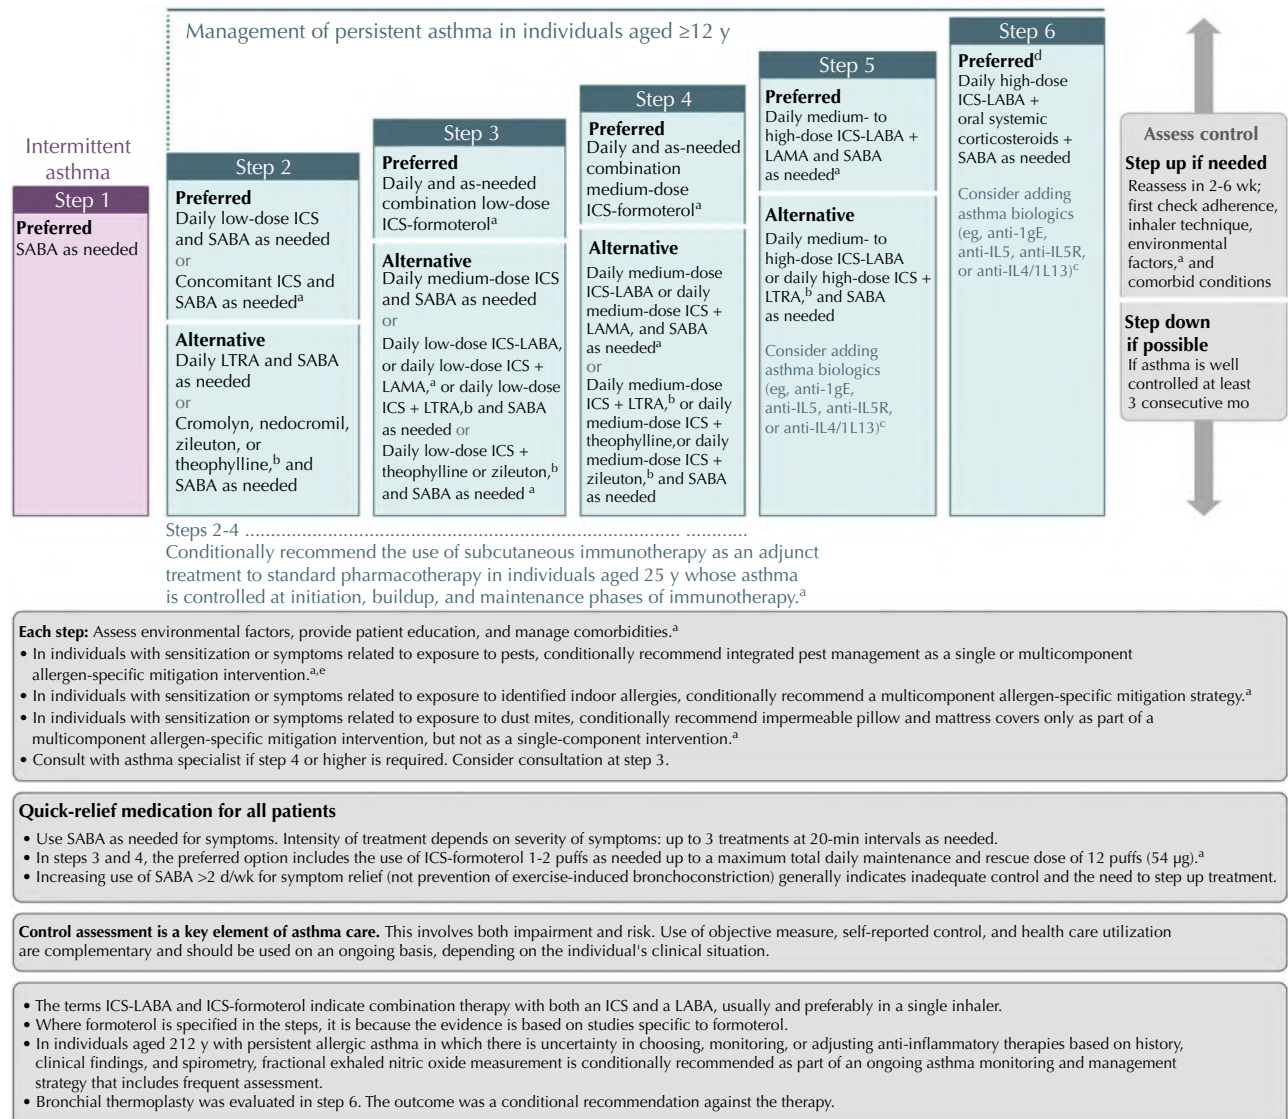 Management of persistent asthma in individuals aged ≥12 y
Intermittent
asthma
Step 1
Preferred
SABA as needed
Step 2
Preferred
Daily low-dose ICS
and SABA as needed
or
Concomitant ICS and
SABA as neededa
Alternative
Daily LTRA and SABA
as needed
or
Cromolyn, nedocromil,
zileuton, or
theophylline,b and
SABA as needed
Step 3
Preferred
Daily and as-needed
combination low-dose
ICS-formoterola
Alternative
Daily medium-dose ICS
and SABA as needed
or
Daily low-dose ICS-LABA,
or daily low-dose ICS +
LAMA,a or daily low-dose
ICS + LTRA,b and SABA
as needed or
Daily low-dose ICS +
theophylline or zileuton,b
and SABA as needed a
Step 4
Preferred
Daily and as-needed
combination
medium-dose
ICS-formoterola
Alternative
Daily medium-dose
ICS-LABA or daily
medium-dose ICS +
LAMA, and SABA
as neededa
or
Daily medium-dose
ICS + LTRA,b or daily
medium-dose ICS +
theophylline,or daily
medium-dose ICS +
zileuton,b and SABA
as needed
Step 5
Preferred
Daily medium- to
high-dose ICS-LABA +
LAMA and SABA
as neededa
Alternative
Daily medium- to
high-dose ICS-LABA
or daily high-dose ICS +
LTRA,b and SABA
as needed
Consider adding
asthma biologics
(eg, anti-1gE,
anti-IL5, anti-IL5R,
or anti-IL4/1L13)c
Step 6
Preferredd
Daily high-dose
ICS-LABA +
oral systemic
corticosteroids +
SABA as needed
Consider adding
asthma biologics
(eg, anti-1gE,
anti-IL5, anti-IL5R,
or anti-IL4/1L13)c
Assess control
Step up if needed
Reassess in 2-6 wk;
first check adherence,
inhaler technique,
environmental
factors,a and
comorbid conditions
Step down
if possible
If asthma is well
controlled at least
3 consecutive mo
Steps 2-4 ....................................................................................... ............
Conditionally recommend the use of subcutaneous immunotherapy as an adjunct
treatment to standard pharmacotherapy in individuals aged 25 y whose asthma
is controlled at initiation, buildup, and maintenance phases of immunotherapy.a
Each step: Assess environmental factors, provide patient education, and manage comorbidities.a
• In individuals with sensitization or symptoms related to exposure to pests, conditionally recommend integrated pest management as a single or multicomponent
allergen-specific mitigation intervention.a,e
• In individuals with sensitization or symptoms related to exposure to identified indoor allergies, conditionally recommend a multicomponent allergen-specific mitigation strategy.a
• In individuals with sensitization or symptoms related to exposure to dust mites, conditionally recommend impermeable pillow and mattress covers only as part of a
multicomponent allergen-specific mitigation intervention, but not as a single-component intervention.a
• Consult with asthma specialist if step 4 or higher is required. Consider consultation at step 3.
Quick-relief medication for all patients
• Use SABA as needed for symptoms. Intensity of treatment depends on severity of symptoms: up to 3 treatments at 20-min intervals as needed.
• In steps 3 and 4, the preferred option includes the use of ICS-formoterol 1-2 puffs as needed up to a maximum total daily maintenance and rescue dose of 12 puffs (54 µg).a
• Increasing use of SABA >2 d/wk for symptom relief (not prevention of exercise-induced bronchoconstriction) generally indicates inadequate control and the need to step up treatment.
Control assessment is a key element of asthma care. This involves both impairment and risk. Use of objective measure, self-reported control, and health care utilization
are complementary and should be used on an ongoing basis, depending on the individual's clinical situation.
• The terms ICS-LABA and ICS-formoterol indicate combination therapy with both an ICS and a LABA, usually and preferably in a single inhaler.
• Where formoterol is specified in the steps, it is because the evidence is based on studies specific to formoterol.
• In individuals aged 212 y with persistent allergic asthma in which there is uncertainty in choosing, monitoring, or adjusting anti-inflammatory therapies based on history,
clinical findings, and spirometry, fractional exhaled nitric oxide measurement is conditionally recommended as part of an ongoing asthma monitoring and management
strategy that includes frequent assessment.
• Bronchial thermoplasty was evaluated in step 6. The outcome was a conditional recommendation against the therapy.